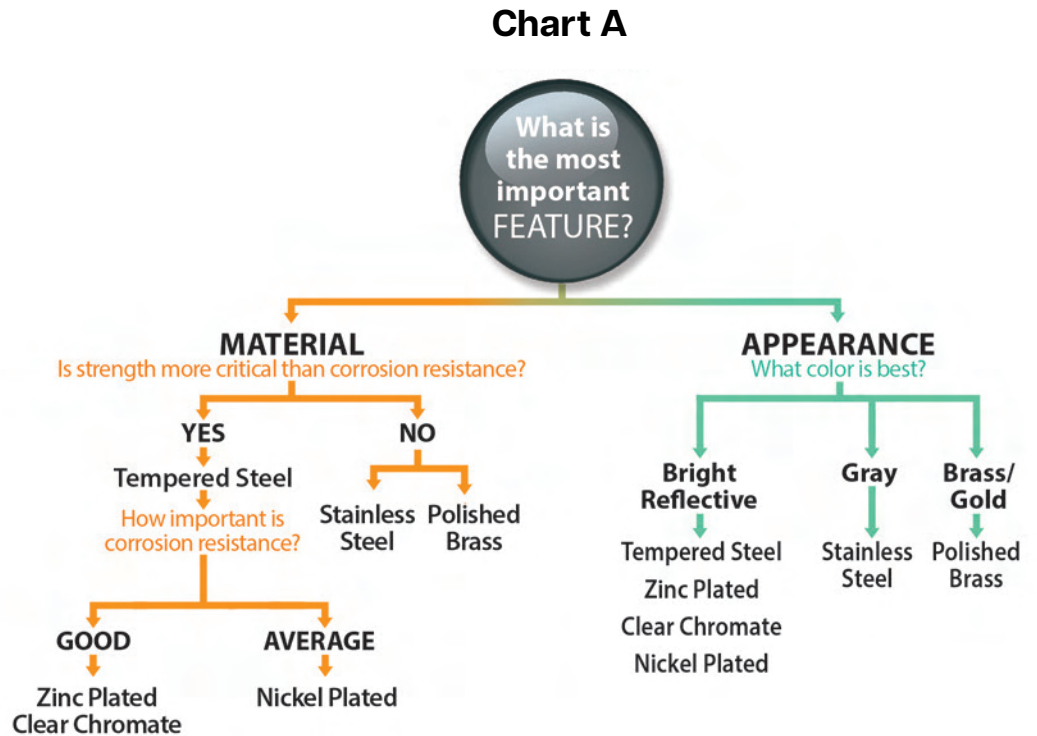 Chart A
What is
the most
important
FEATURE?
MATERIAL
Is strength more critical than corrosion resistance?
YES
Tempered Steel
How important is
corrosion resistance?
GOOD
Zinc Plated
Clear Chromate
AVERAGE
Nickel Plated
NO
Stainless
Steel
Polished
Brass
APPEARANCE
What color is best?
Bright
Reflective
Tempered Steel
Zinc Plated
Clear Chromate
Nickel Plated
Gray
Stainless
Steel
Brass/
Gold
Polished
Brass